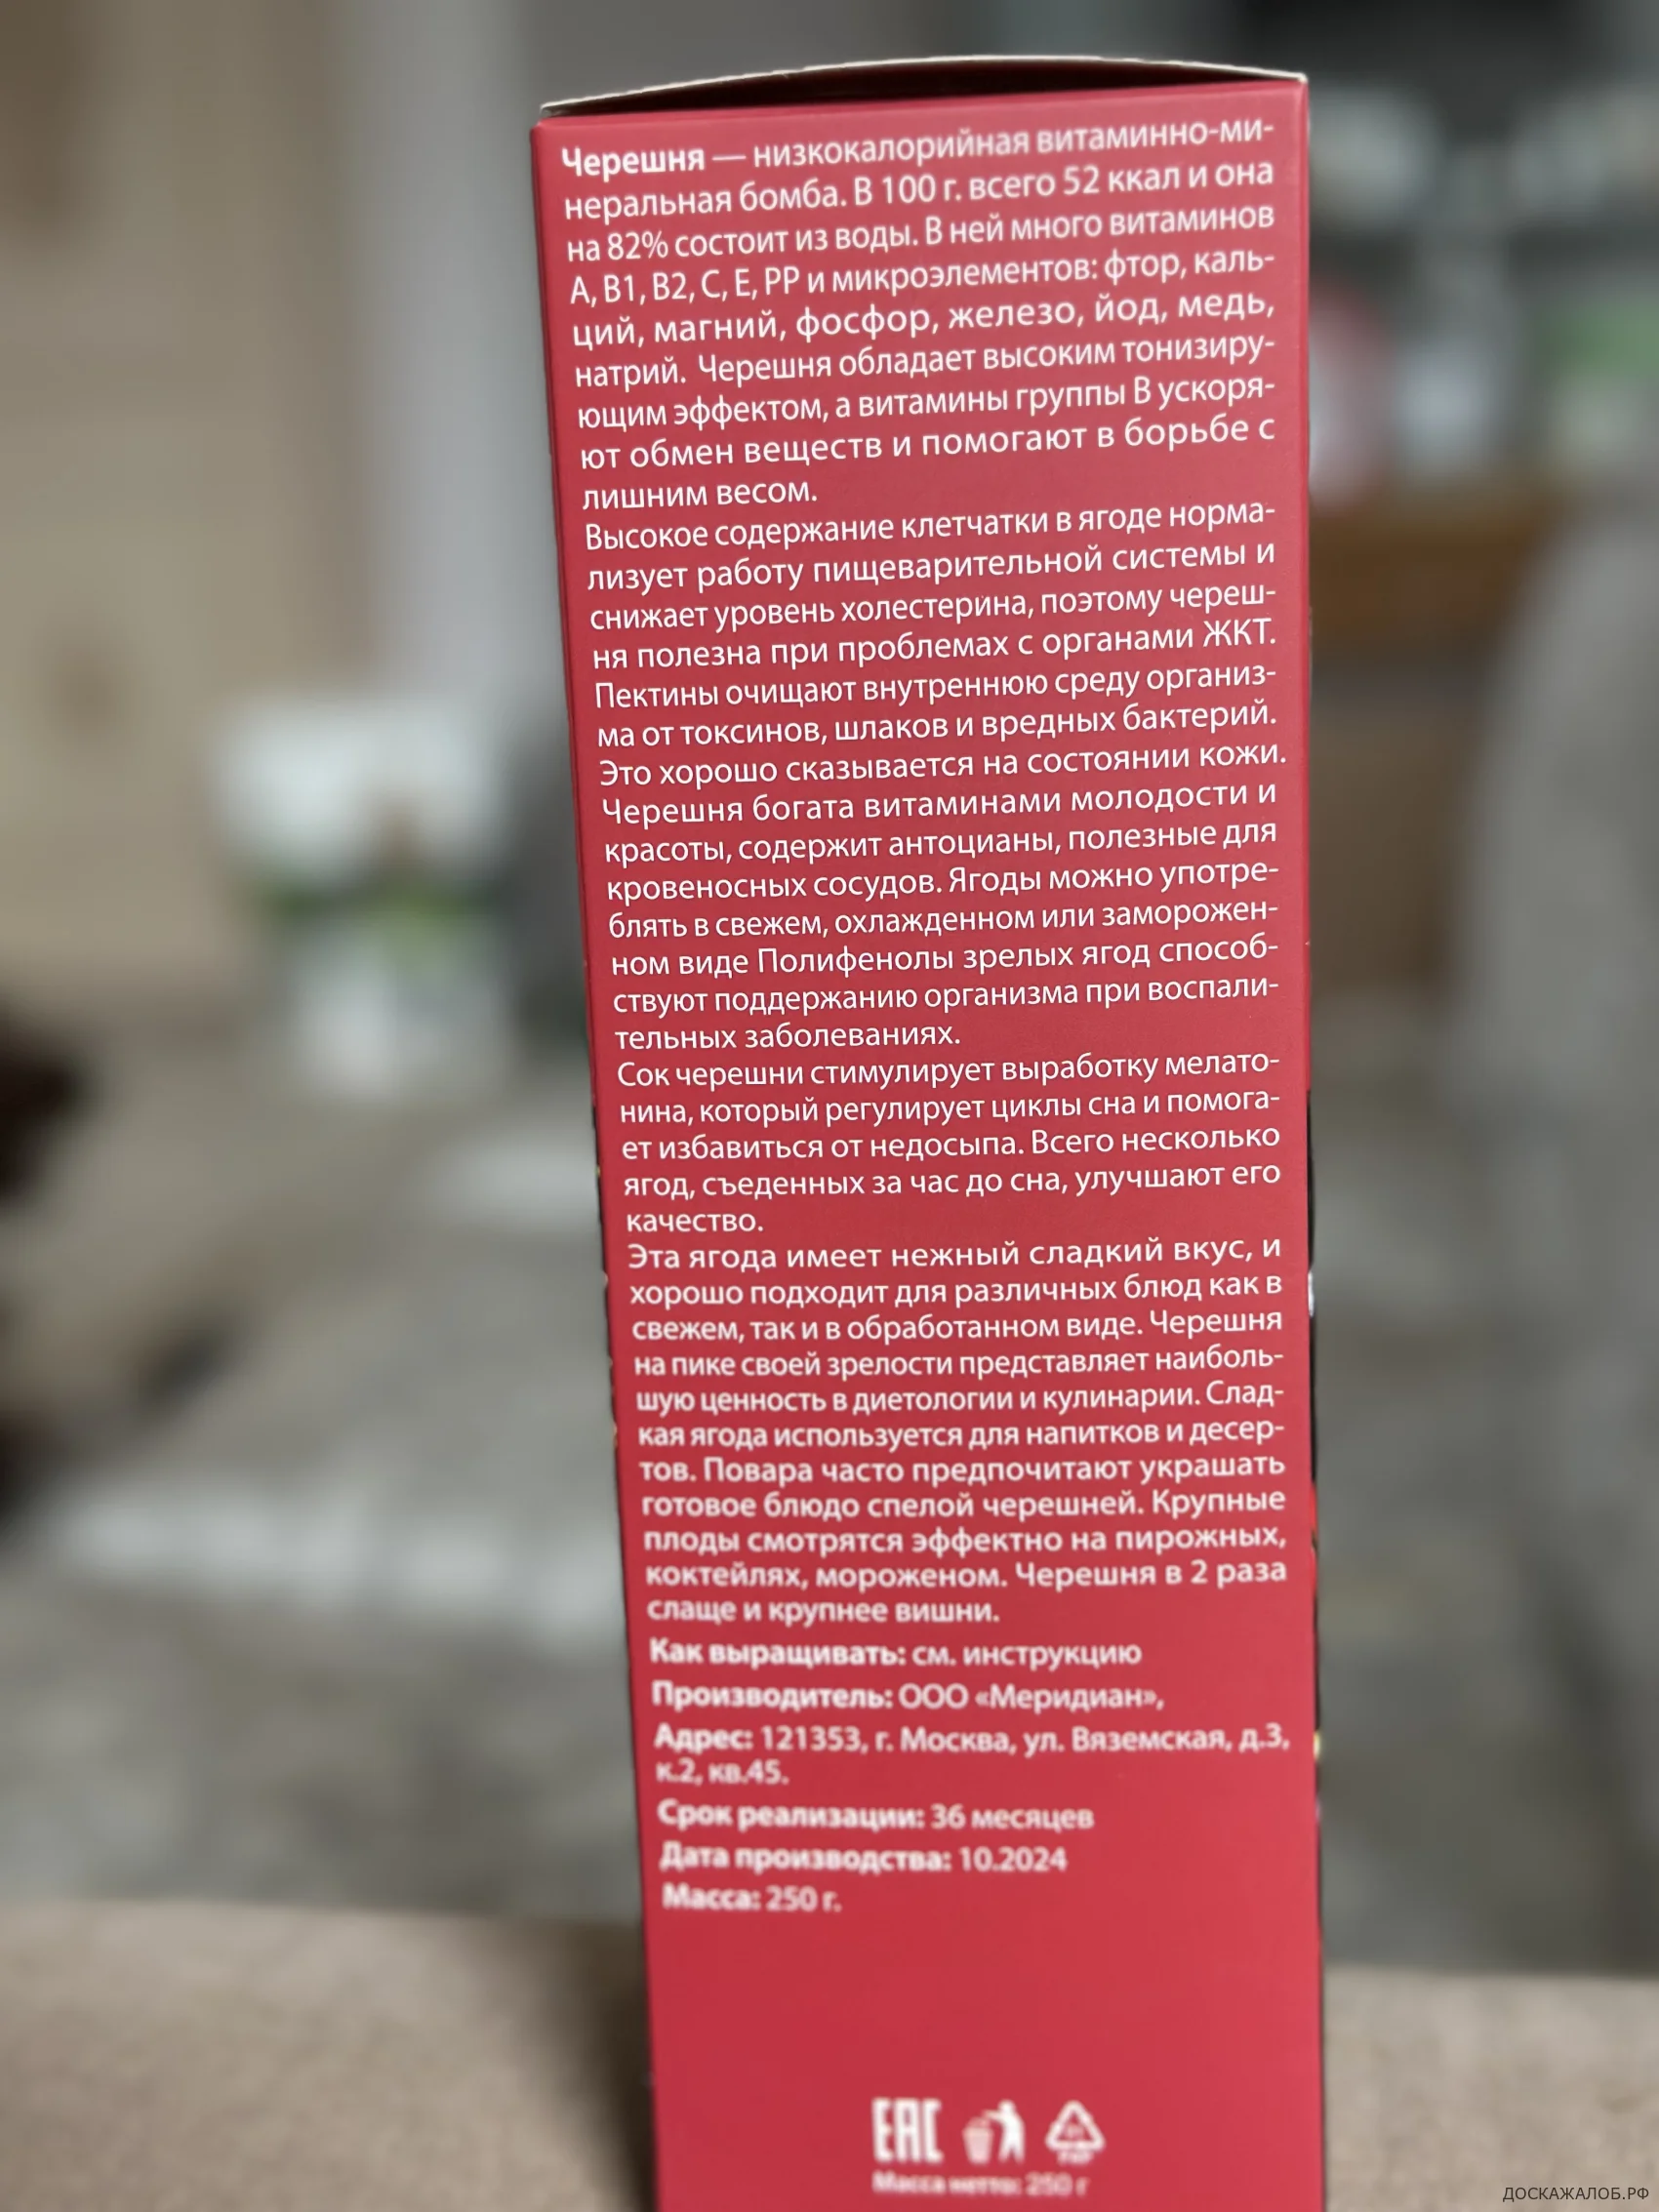 Черешня — низкокалорийная витаминно-ми-
неральная бомба. В 100 г. всего 52 ккал и она
на 82% состоит из воды. В ней много витаминов
А, В1, В2, С, Е, РР и микроэлементов: фтор, каль-
ций, магний, фосфор, железо, йод, медь,
натрий. Черешня обладает высоким тонизиру-
ющим эффектом, а витамины группы В ускоря-
ют обмен веществ и помогают в борьбе с
лишним весом.
Высокое содержание клетчатки в ягоде норма-
лизует работу пищеварительной системы и
снижает уровень холестерина, поэтому череш-
ня полезна при проблемах с органами ЖКТ.
Пектины очищают внутреннюю среду организ-
ма от токсинов, шлаков и вредных бактерий.
Это хорошо сказывается на состоянии кожи.
Черешня богата витаминами молодости и
красоты, содержит антоцианы, полезные для
кровеносных сосудов. Ягоды можно употре-
блять в свежем, охлажденном или заморожен-
ном виде Полифенолы зрелых ягод способ-
ствуют поддержанию организма при воспали-
тельных заболеваниях.
Сок черешни стимулирует выработку мелато-
нина, который регулирует циклы сна и помога-
ет избавиться от недосыпа. Всего несколько
ягод, съеденных за час до сна, улучшают его
качество.
Эта ягода имеет нежный сладкий вкус, и
хорошо подходит для различных блюд как в
свежем, так и в обработанном виде. Черешня
на пике своей зрелости представляет наиболь-
шую ценность в диетологии и кулинарии. Слад-
кая ягода используется для напитков и десер-
тов. Повара часто предпочитают украшать
готовое блюдо спелой черешней. Крупные
плоды смотрятся эффектно на пирожных,
коктейлях, мороженом. Черешня в 2 раза
слаще и крупнее вишни.
Как выращивать: см. инструкцию
Производитель: ООО «Меридиан»,
Адрес: 121353, г. Москва, ул. Вяземская, д.3,
к.2, кв.45.
Срок реализации: 36 месяцев
Дата производства: 10.2024
Масса: 250 г.
ЕАС
Масса нетто: 250 г
ДОСКАЖАЛОБ.РФ